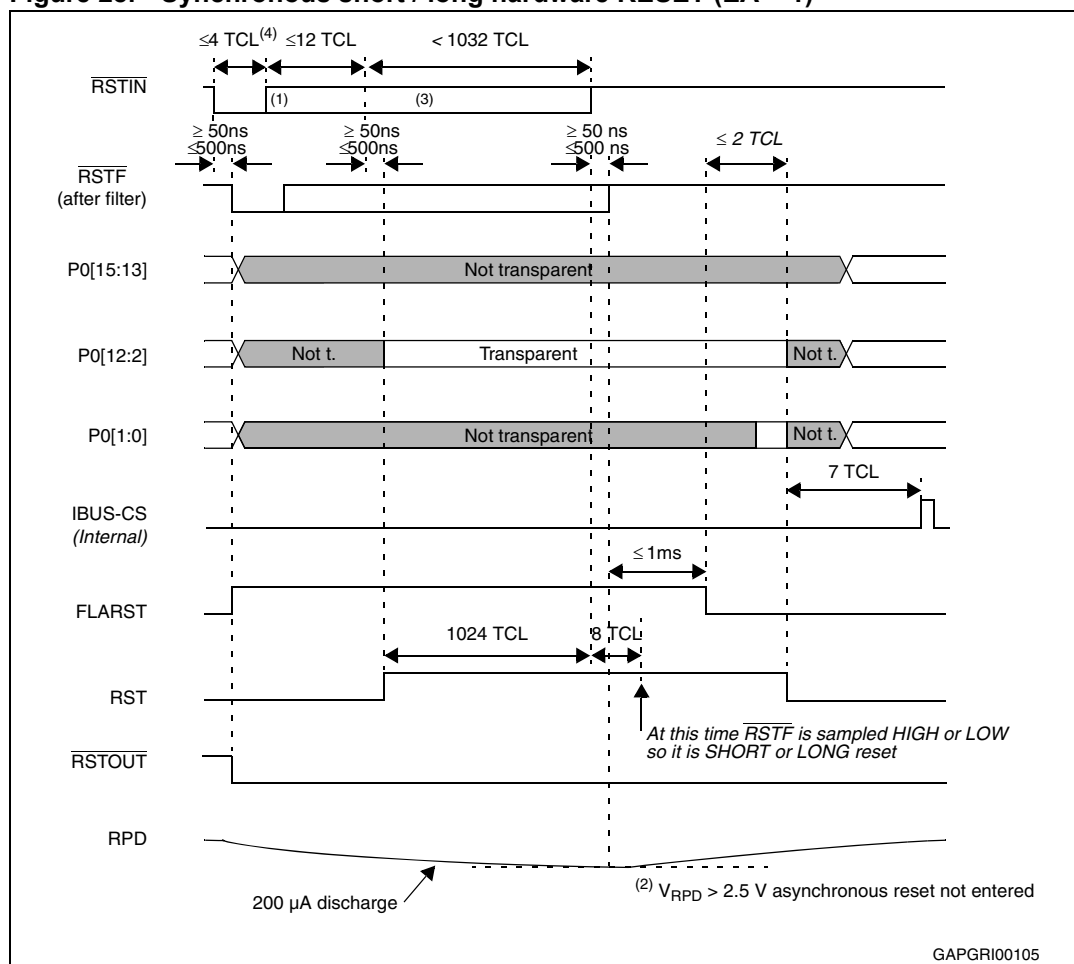 Figure Synchronous short / long hardware RESET (EA = 1)
≤4 TCL(4) ≤12 TCL < 1032 TCL
RSTIN
(1) (3)
≥ 50ns ≥ 50ns ≥ 50 ns
≤500ns ≤500ns ≤500 ns
≤ 2 TCL
RSTF
(after filter)
P0[15:13] Not transparent
P0[12:2] Not t. Transparent Not t.
P0[1:0] Not transparent Not t.
7 TCL
IBUS-CS
(Internal)
≤ 1ms
FLARST
1024 TCL 8 TCL
RST
At this time RSTF is sampled HIGH or LOW
so it is SHORT or LONG reset
RSTOUT
RPD
200 µA discharge
(2) VRPD > 2.5 V asynchronous reset not entered
GAPGRI00105